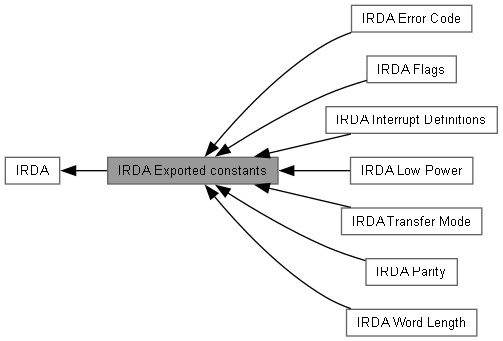 IRDA Error Code
IRDA Flags
IRDA Interrupt Definitions
IRDA
IRDA Exported constants
IRDA Low Power
IRDA Transfer Mode
IRDA Parity
IRDA Word Length